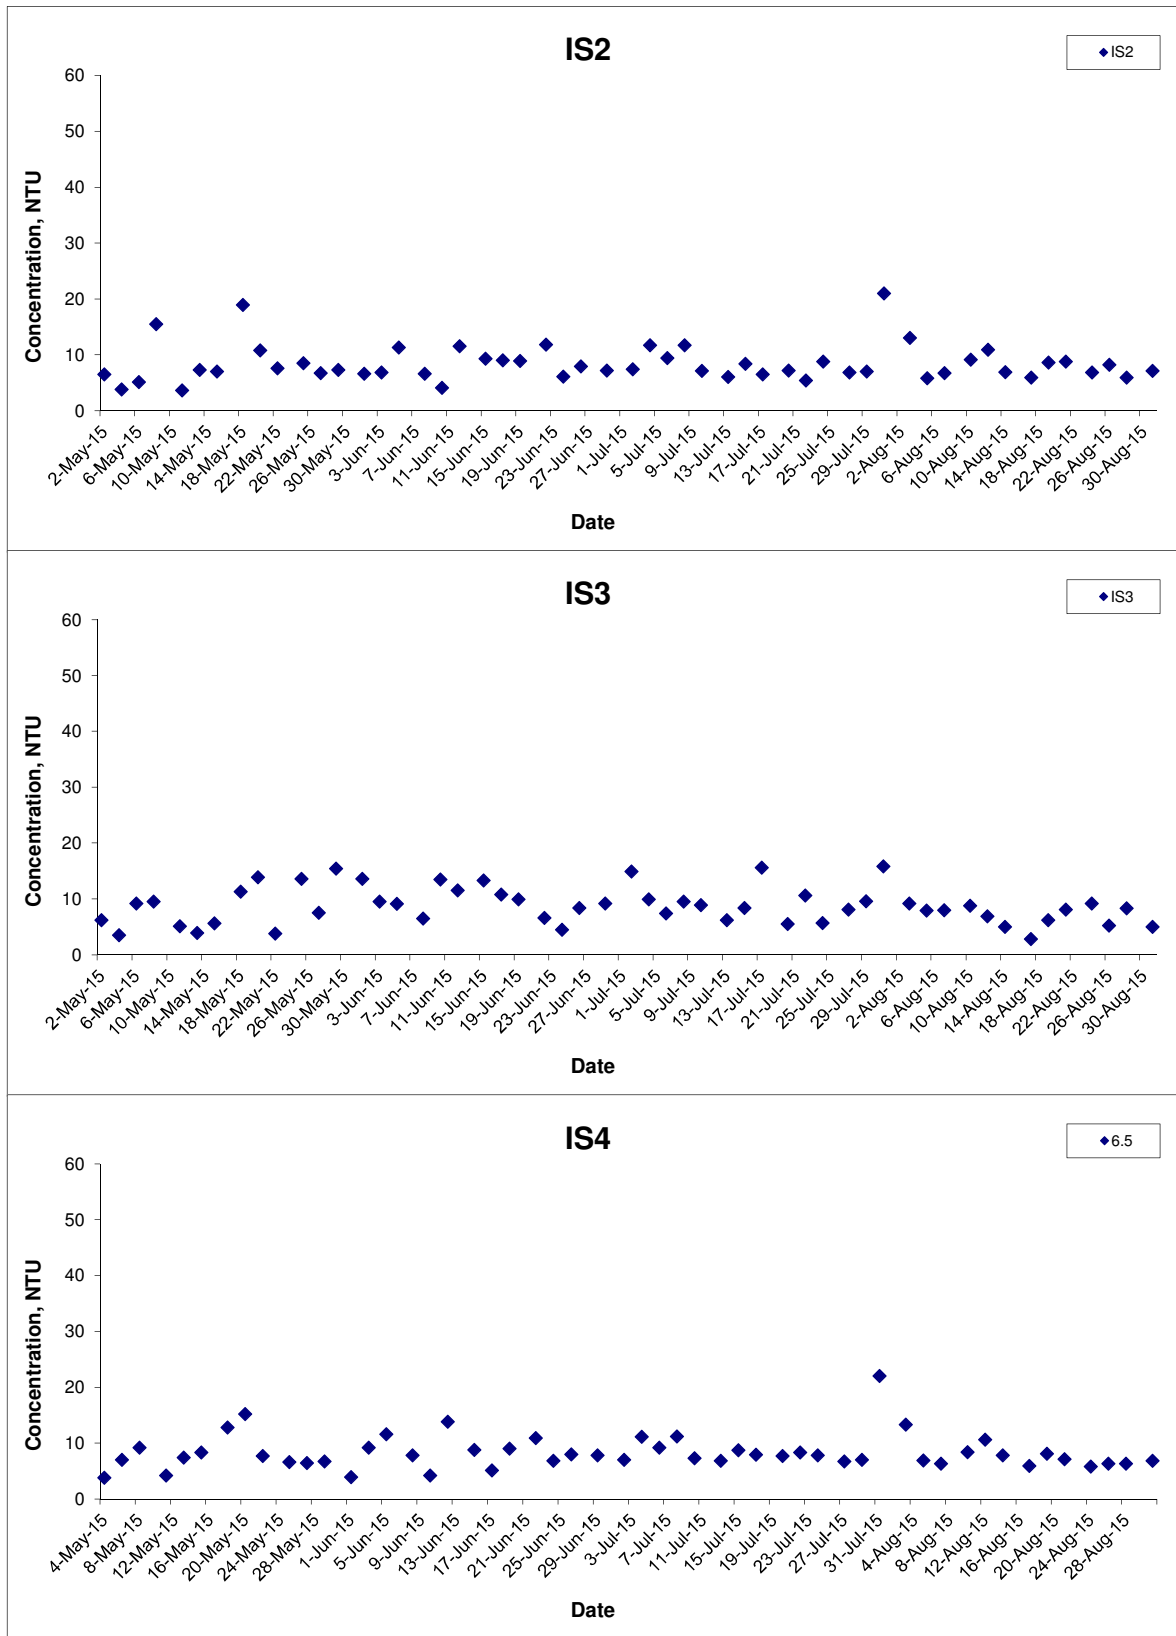 IS2
IS2
60
50
40
30
20
10
0
Concentration, NTU
2-May-15
6-May-15
10-May-15
14-May-15
18-May-15
22-May-15
26-May-15
30-May-15
3-Jun-15
7-Jun-15
11-Jun-15
15-Jun-15
19-Jun-15
23-Jun-15
27-Jun-15
1-Jul-15
5-Jul-15
9-Jul-15
13-Jul-15
17-Jul-15
21-Jul-15
25-Jul-15
29-Jul-15
2-Aug-15
6-Aug-15
10-Aug-15
14-Aug-15
18-Aug-15
22-Aug-15
26-Aug-15
30-Aug-15
Date
IS3
IS3
60
50
40
30
20
10
0
Concentration, NTU
2-May-15
6-May-15
10-May-15
14-May-15
18-May-15
22-May-15
26-May-15
30-May-15
3-Jun-15
7-Jun-15
11-Jun-15
15-Jun-15
19-Jun-15
23-Jun-15
27-Jun-15
1-Jul-15
5-Jul-15
9-Jul-15
13-Jul-15
17-Jul-15
21-Jul-15
25-Jul-15
29-Jul-15
2-Aug-15
6-Aug-15
10-Aug-15
14-Aug-15
18-Aug-15
22-Aug-15
26-Aug-15
30-Aug-15
Date
IS4
6.5
60
50
40
30
20
10
0
Concentration, NTU
4-May-15
8-May-15
12-May-15
16-May-15
20-May-15
24-May-15
28-May-15
1-Jun-15
5-Jun-15
9-Jun-15
13-Jun-15
17-Jun-15
21-Jun-15
25-Jun-15
29-Jun-15
3-Jul-15
7-Jul-15
11-Jul-15
15-Jul-15
19-Jul-15
23-Jul-15
27-Jul-15
31-Jul-15
4-Aug-15
8-Aug-15
12-Aug-15
16-Aug-15
20-Aug-15
24-Aug-15
28-Aug-15
Date